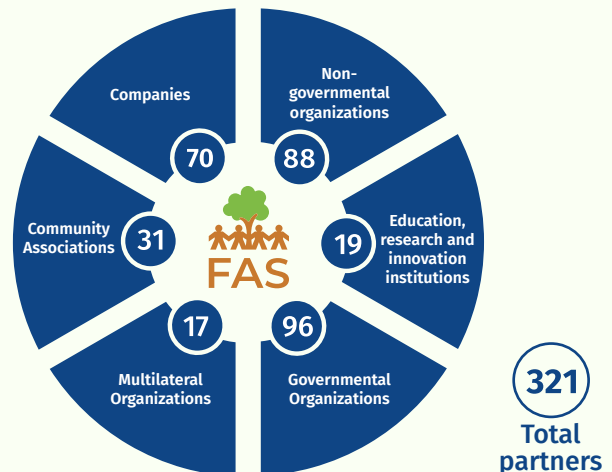 Companies
70
Non-
governmental
organizations
88
Community
Associations
31
Education,
research and
innovation
institutions
19
FAS
Multilateral
Organizations
17
Governmental
Organizations
96
321
Total
partners